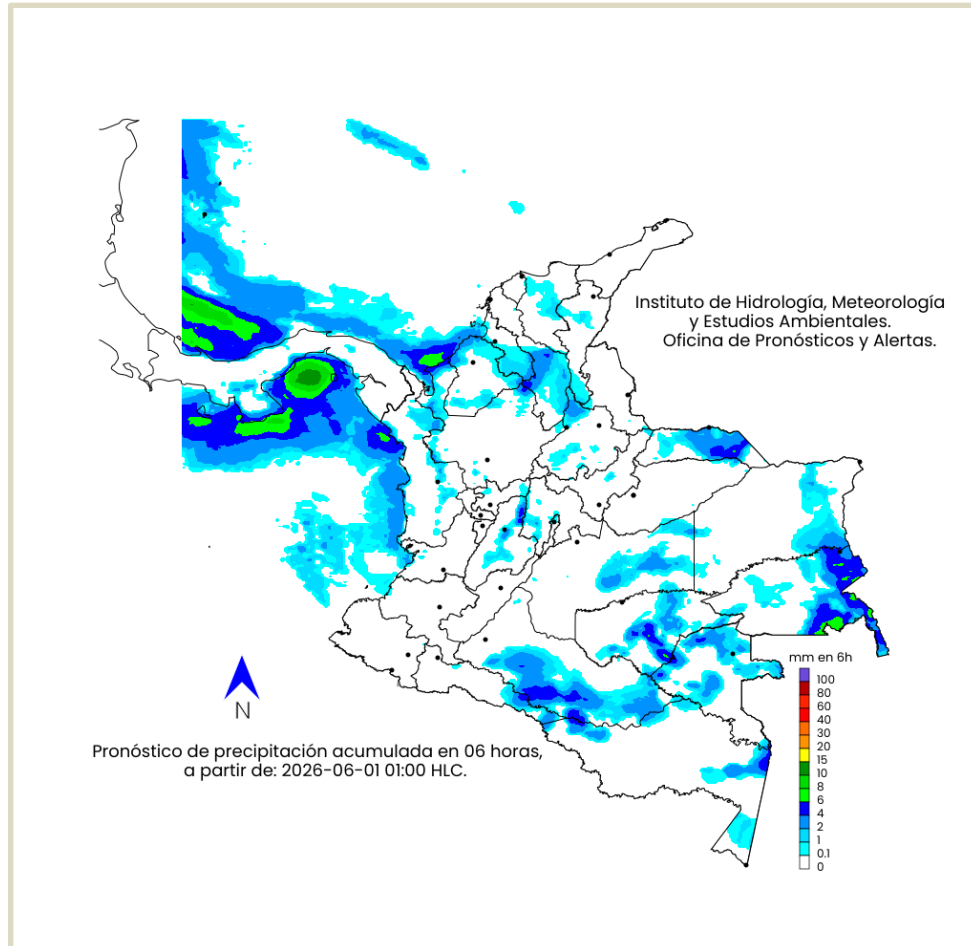 Instituto de Hidrología, Meteorología
y Estudios Ambientales.
Oficina de Pronósticos y Alertas.
N
Pronóstico de precipitación acumulada en 06 horas,
a partir de: 2026-06-01 01:00 HLC.
mm en 6h
100
80
60
40
30
20
15
10
8
6
4
2
1
0.1
0